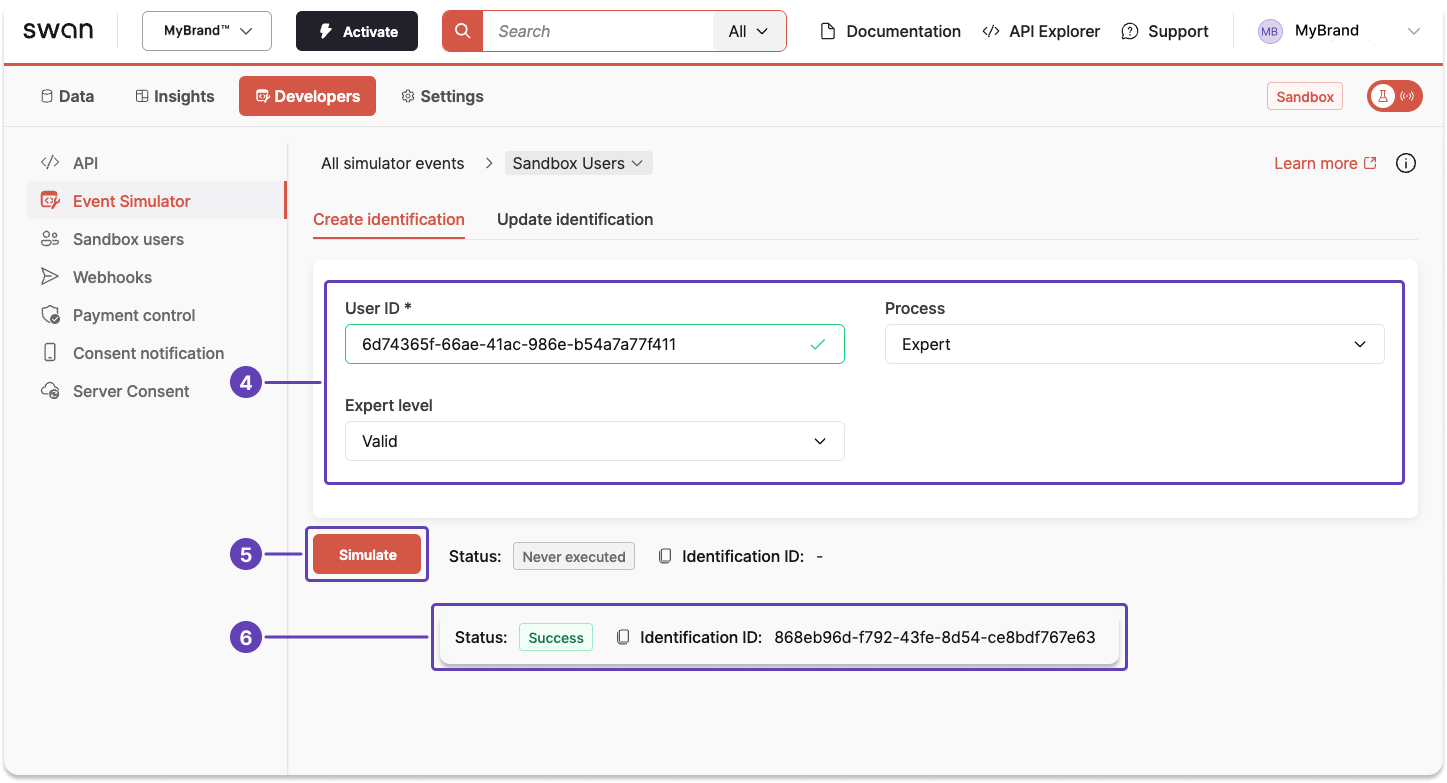 swan
MyBrand™
Activate
Search
All
Documentation
API Explorer
Support
MB
MyBrand
Data
Insights
Developers
Settings
Sandbox
API
Event Simulator
Sandbox users
Webhooks
Payment control
Consent notification
Server Consent
All simulator events > Sandbox Users
Learn more
Create identification
Update identification
4
User ID *
6d74365f-66ae-41ac-986e-b54a7a77f411
Process
Expert
Expert level
Valid
5
Simulate
Status: Never executed
Identification ID: -
6
Status: Success
Identification ID: 868eb96d-f792-43fe-8d54-ce8bdf767e63